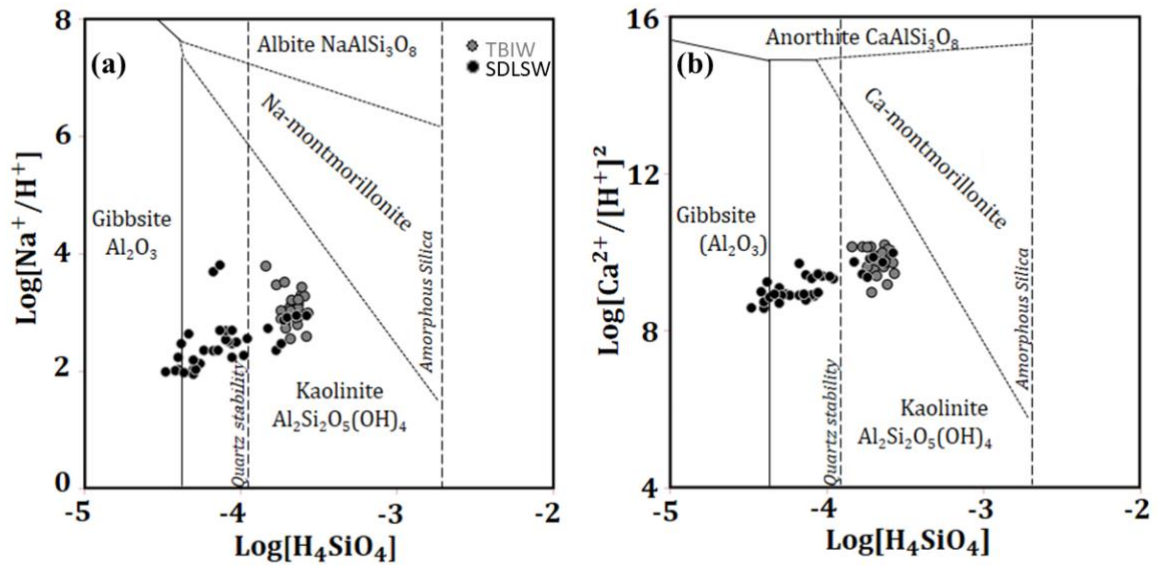 (a)
Log[Na⁺/H⁺]
8
6
4
2
0
Albite NaAlSi₃O₈
TBIW
SDLSW
Na-montmorillonite
Gibbsite
Al₂O₃
Amorphous Silica
Quartz stability
Kaolinite
Al₂Si₂O₅(OH)₄
-5
-4
-3
-2
Log[H₄SiO₄]
(b)
Log[Ca²⁺/[H⁺]²
16
12
8
4
Anorthite CaAlSi₃O₈
Ca-montmorillonite
Gibbsite
(Al₂O₃)
Amorphous Silica
Quartz stability
Kaolinite
Al₂Si₂O₅(OH)₄
-5
-4
-3
-2
Log[H₄SiO₄]